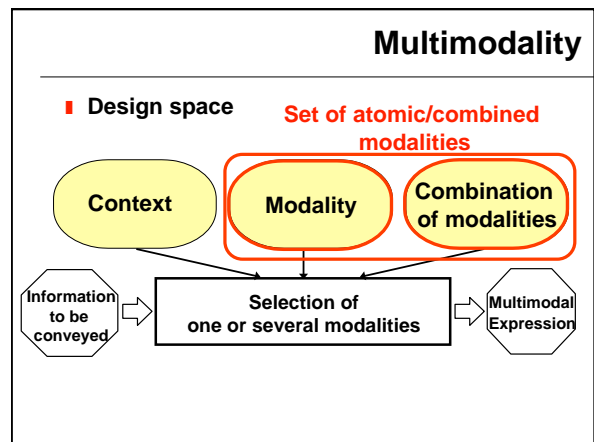 Multimodality
Design space
Set of atomic/combined
modalities
Context
Modality
Combination
of modalities
Information
to be
conveyed
Selection of
one or several modalities
Multimodal
Expression